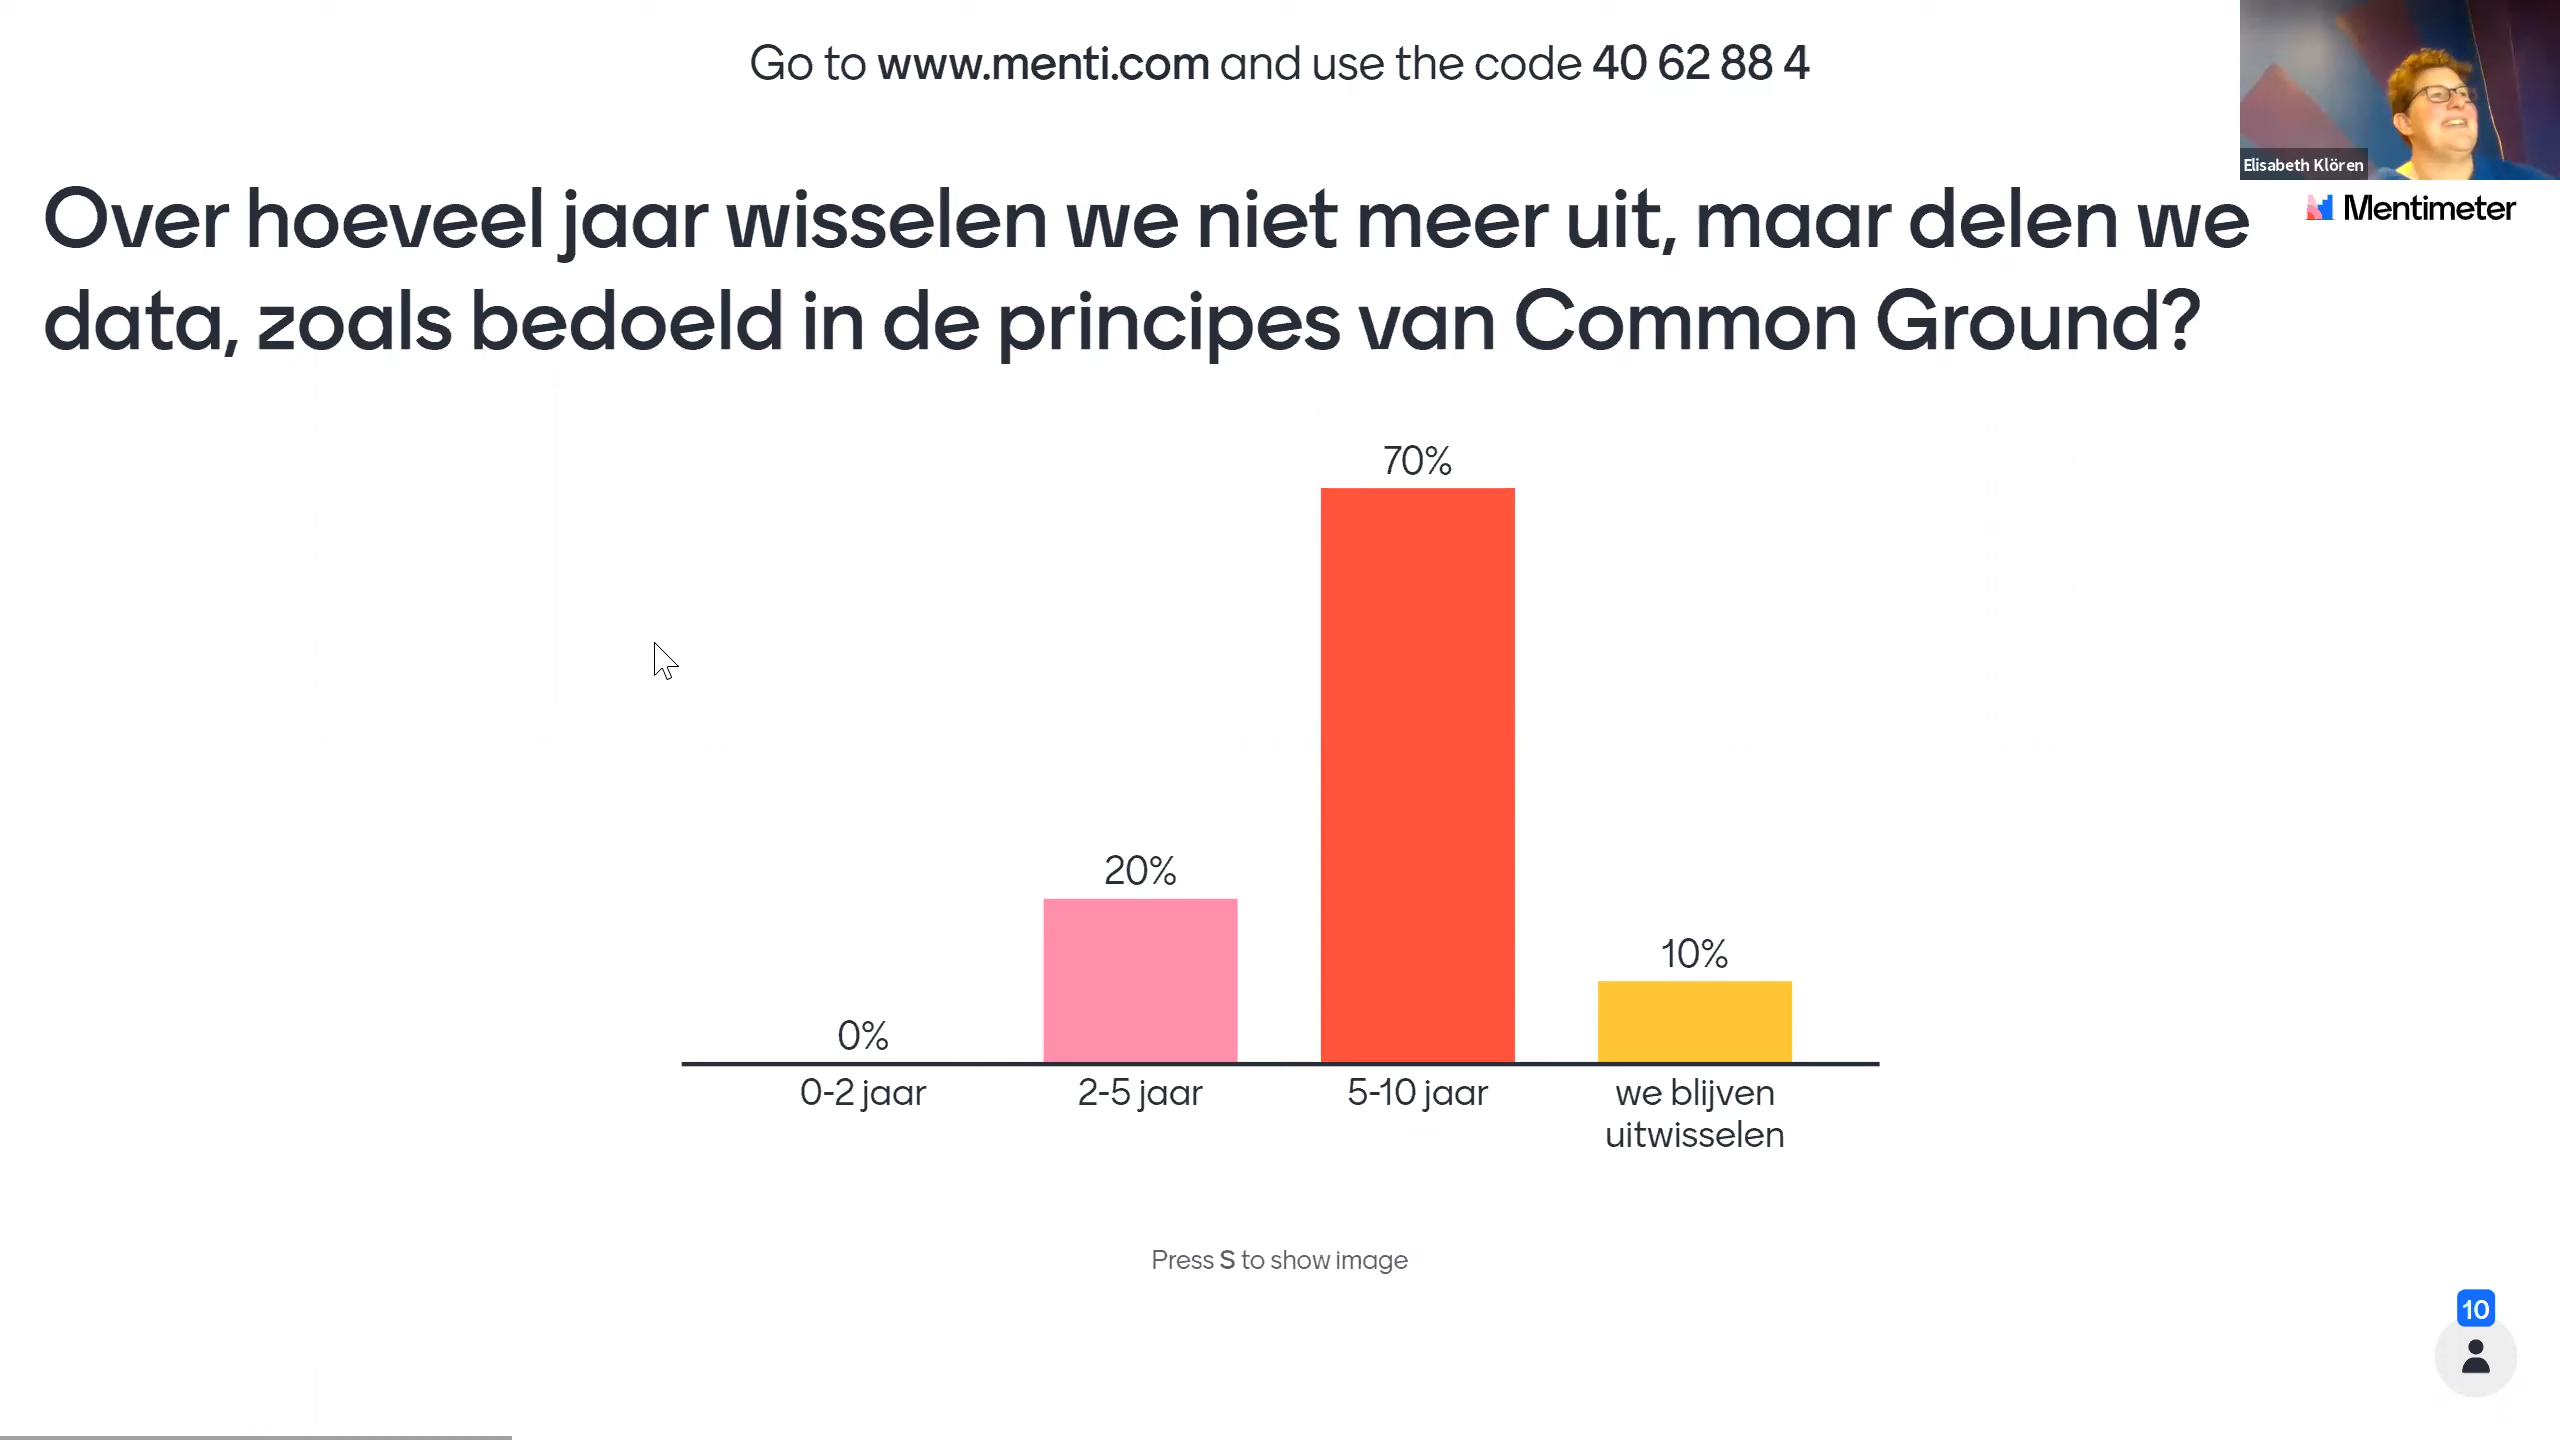 Go to www.menti.com and use the code 40 62 88 4
Elisabeth Klören
Mentimeter
Over hoeveel jaar wisselen we niet meer uit, maar delen we
data, zoals bedoeld in de principes van Common Ground?
70%
20%
10%
0%
0-2 jaar
2-5 jaar
5-10 jaar
we blijven
uitwisselen
Press S to show image
10